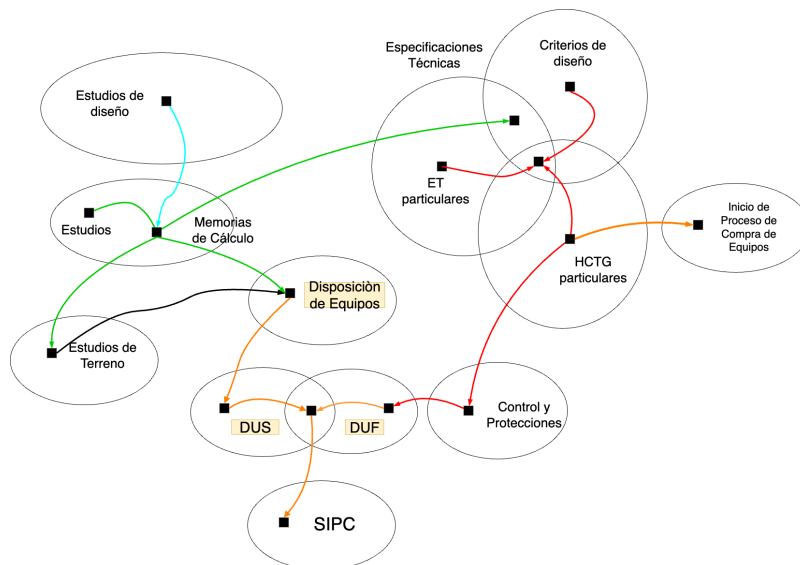 Especificaciones
Técnicas
Criterios de
diseño
Estudios de
diseño
ET
particulares
Estudios
Memorias
de Cálculo
Inicio de
Proceso de
Compra de
Equipos
HCTG
particulares
Disposiciòn
de Equipos
Estudios de
Terreno
DUS
DUF
Control y
Protecciones
SIPC